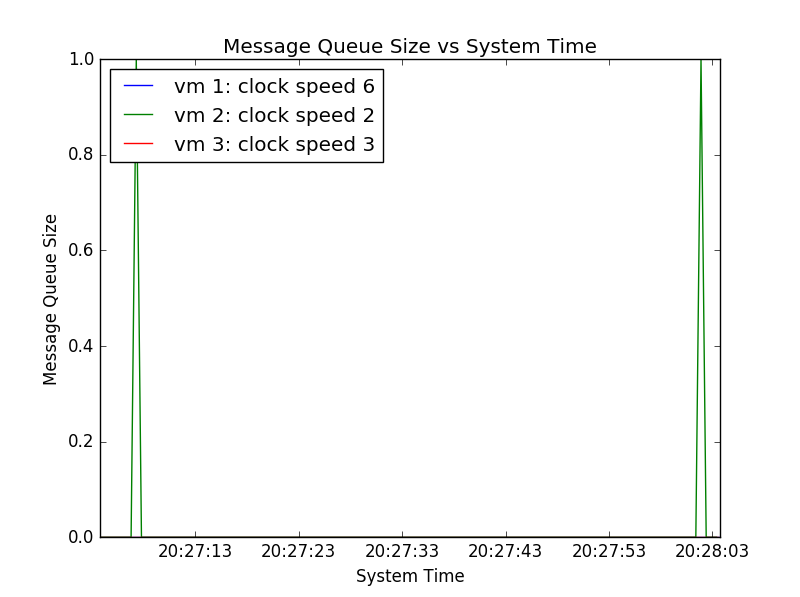 Message Queue Size vs System Time
1.0
vm 1: clock speed 6
vm 2: clock speed 2
vm 3: clock speed 3
0.8
0.6
Message Queue Size
0.4
0.2
0.0
20:27:13 20:27:23 20:27:33 20:27:43 20:27:53 20:28:03
System Time